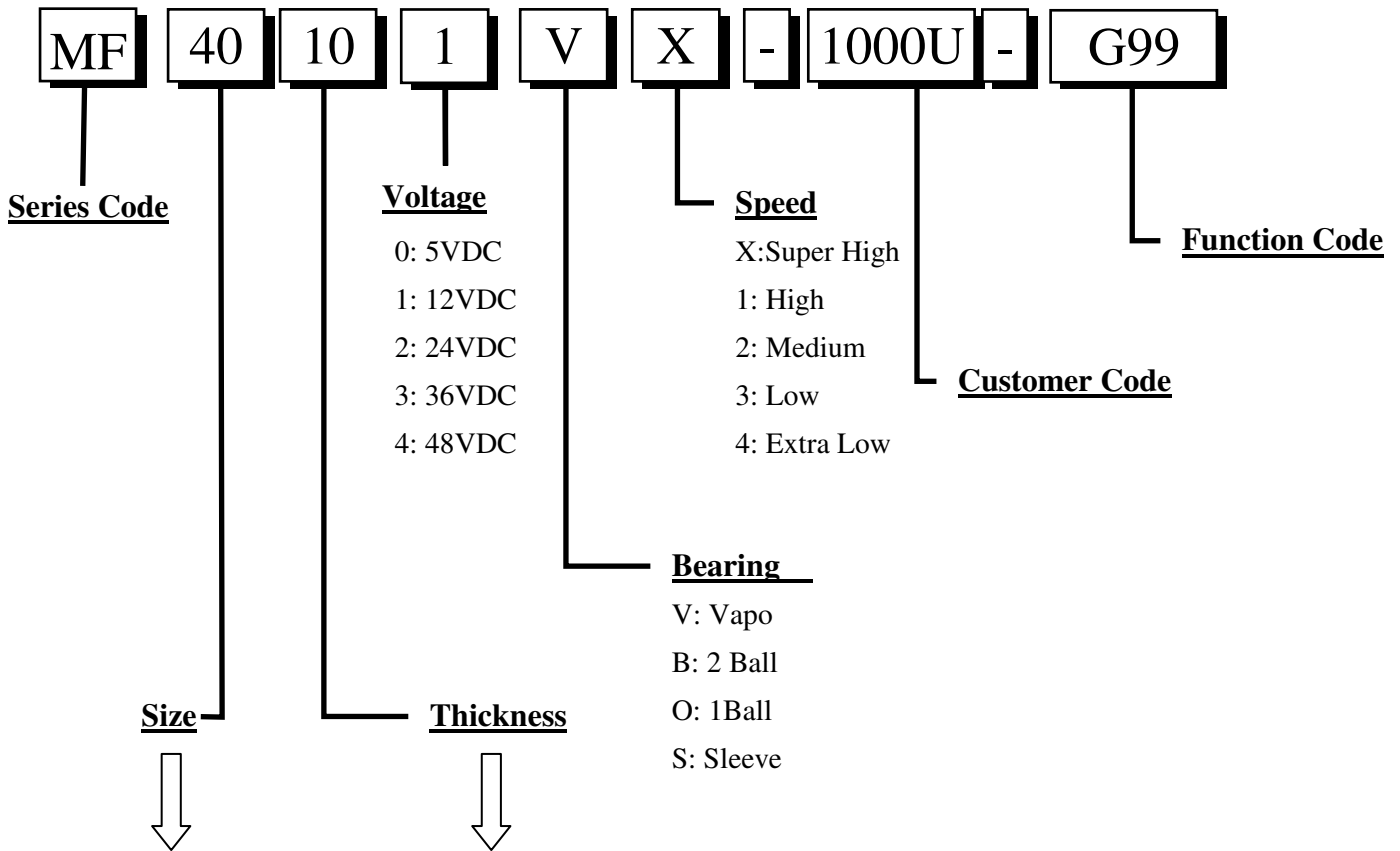 MF 40 10 1 V X - 1000U - G99
Series Code
Voltage
0: 5VDC
1: 12VDC
2: 24VDC
3: 36VDC
4: 48VDC
Speed
X:Super High
1: High
2: Medium
3: Low
4: Extra Low
Function Code
Customer Code
Bearing
V: Vapo
B: 2 Ball
O: 1Ball
S: Sleeve
Size
Thickness